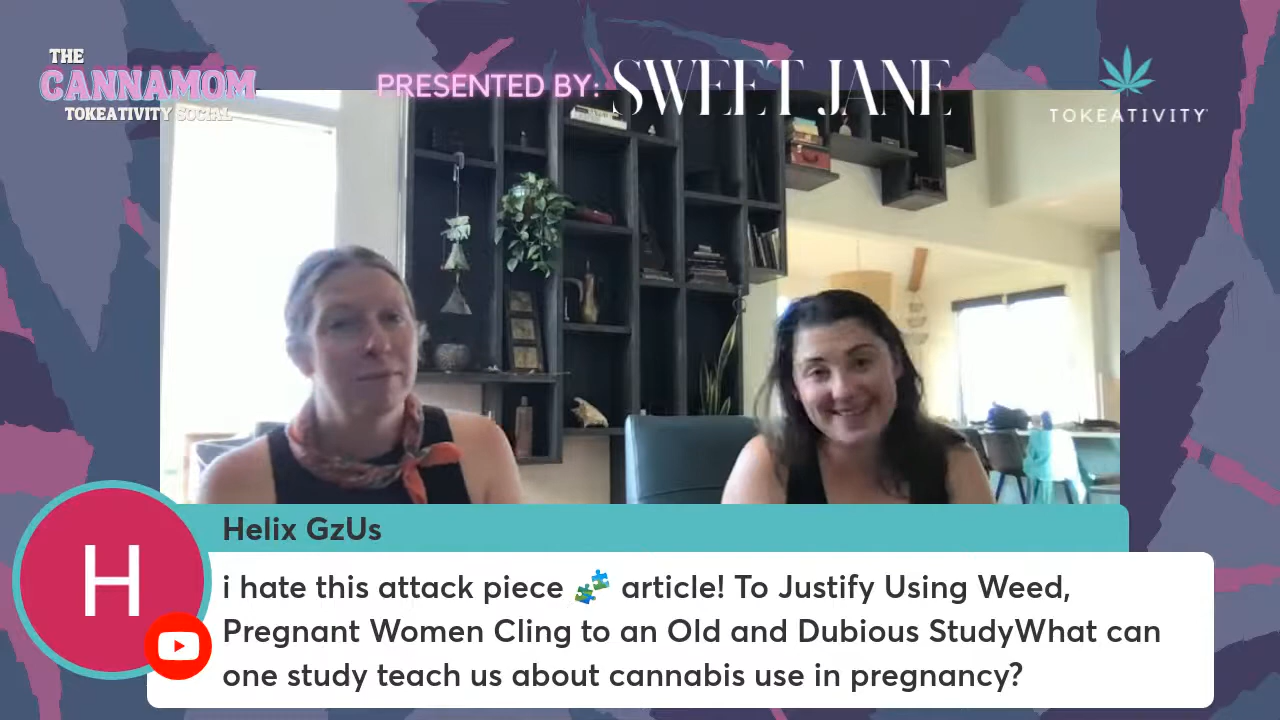 THE
CANNAMOM
TOKEATIVITY SOCIAL
PRESENTED BY: SWEET JANE
TOKEATIVITY
H
Helix GzUs
i hate this attack piece 🧩 article! To Justify Using Weed,
Pregnant Women Cling to an Old and Dubious StudyWhat can
one study teach us about cannabis use in pregnancy?